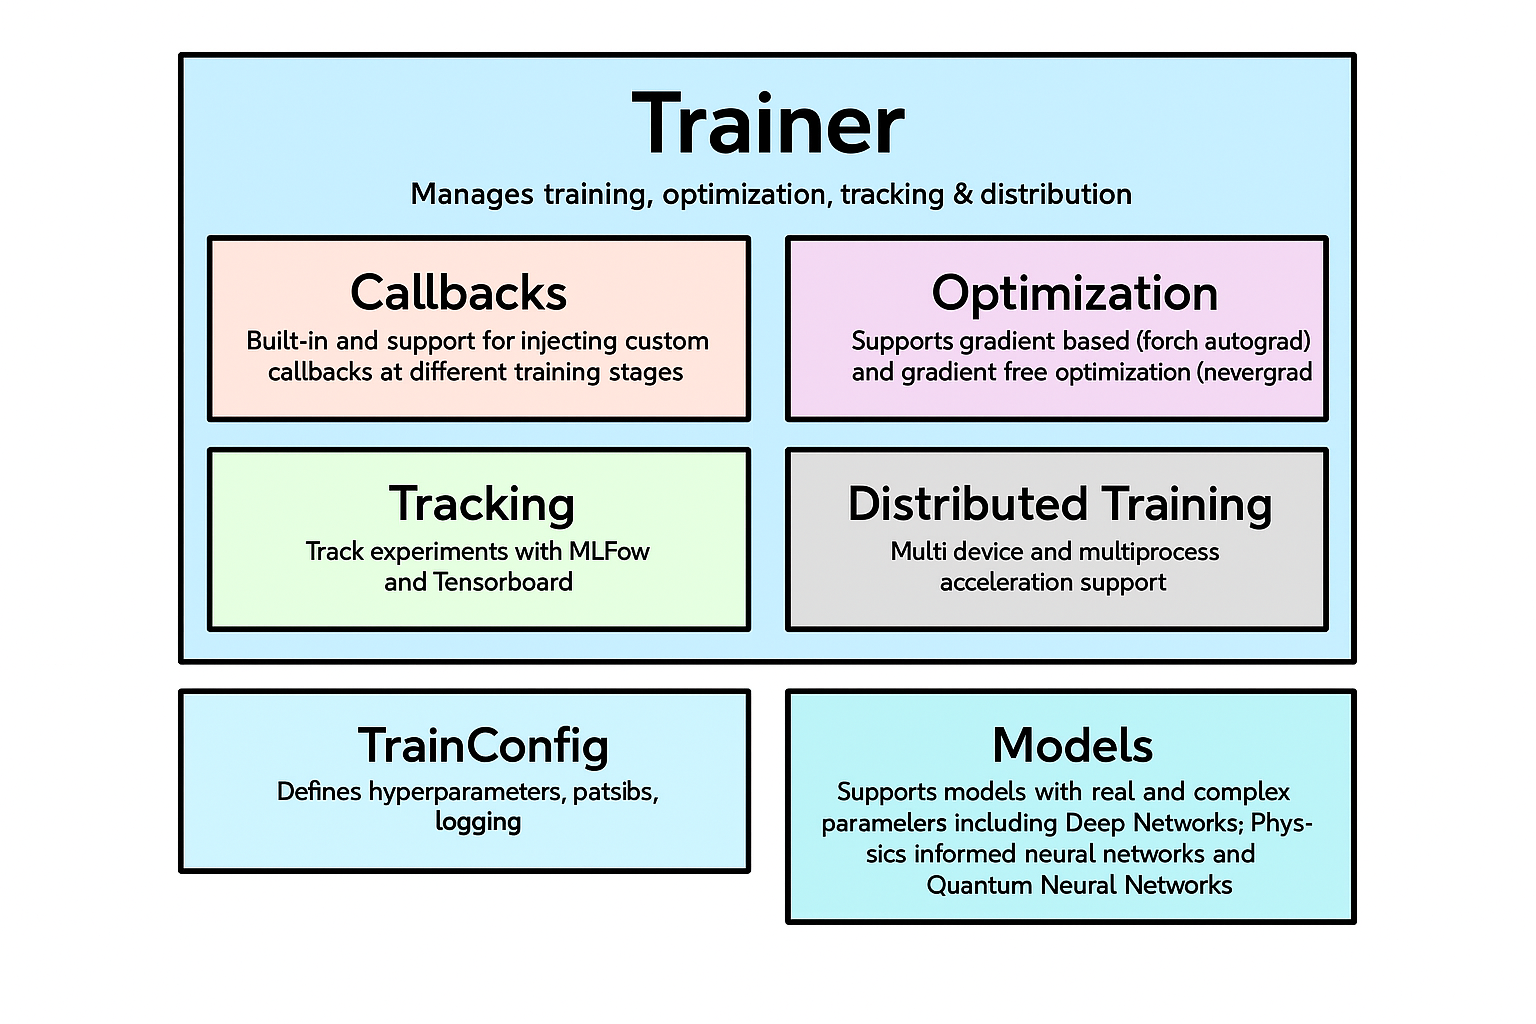 Trainer
Manages training, optimization, tracking & distribution
Callbacks
Built-in and support for injecting custom
callbacks at different training stages
Optimization
Supports gradient based (forch autograd)
and gradient free optimization (nevergrad
Tracking
Track experiments with MLFow
and Tensorboard
Distributed Training
Multi device and multiprocess
acceleration support
TrainConfig
Defines hyperparameters, patsibs,
logging
Models
Supports models with real and complex
paramelers including Deep Networks; Phys-
sics informed neural networks and
Quantum Neural Networks